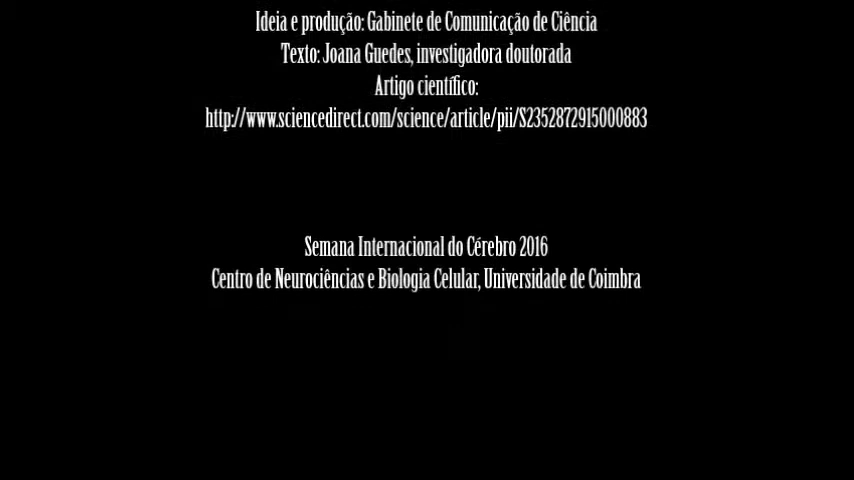 Ideia e produção: Gabinete de Comunicação de Ciência
Texto: Joana Guedes, investigadora doutorada
Artigo científico:
http://www.sciencedirect.com/science/article/pii/S2352872915000883
Semana Internacional do Cérebro 2016
Centro de Neurociências e Biologia Celular, Universidade de Coimbra